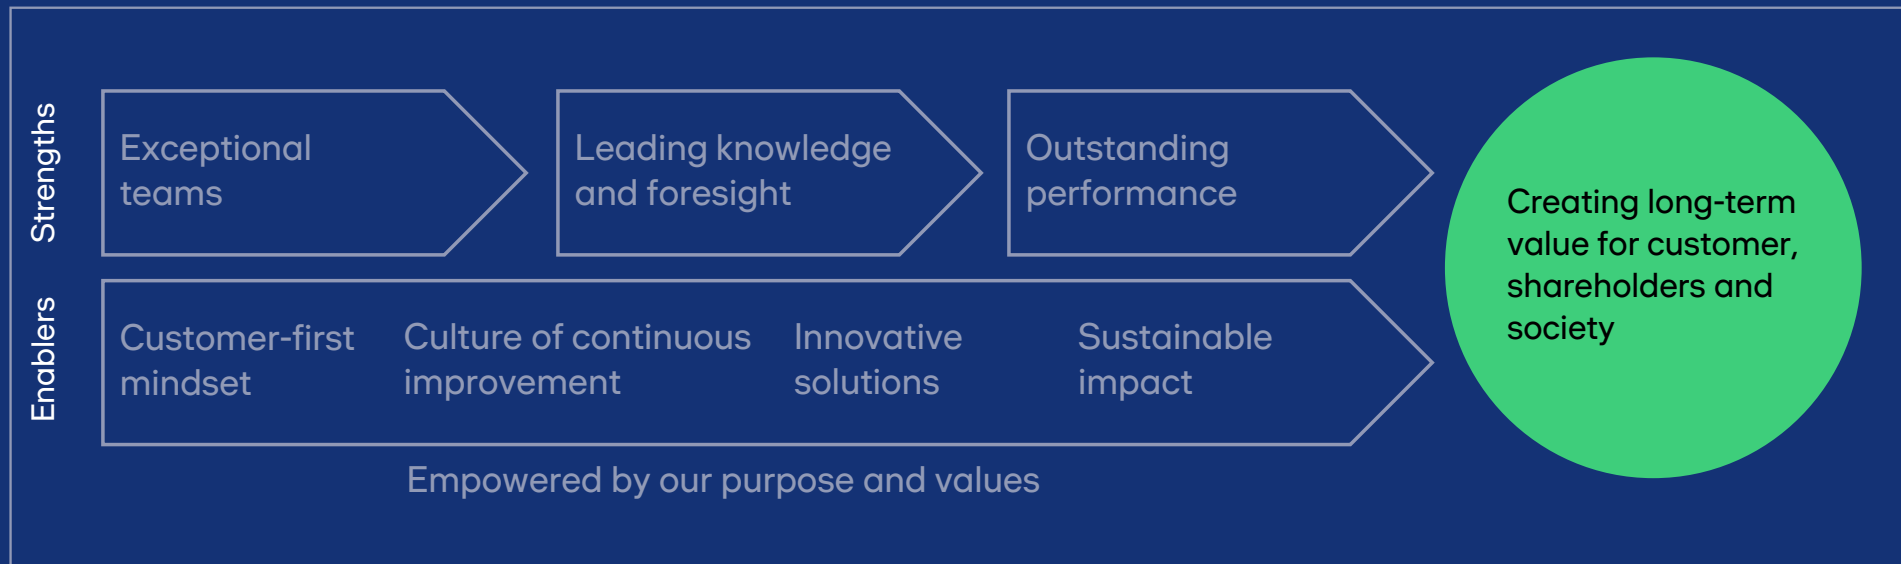 Strengths
Exceptional
teams
Leading knowledge
and foresight
Outstanding
performance
Enablers
Customer-first
mindset
Culture of continuous
improvement
Innovative
solutions
Sustainable
impact
Empowered by our purpose and values
Creating long-term
value for customer,
shareholders and
society